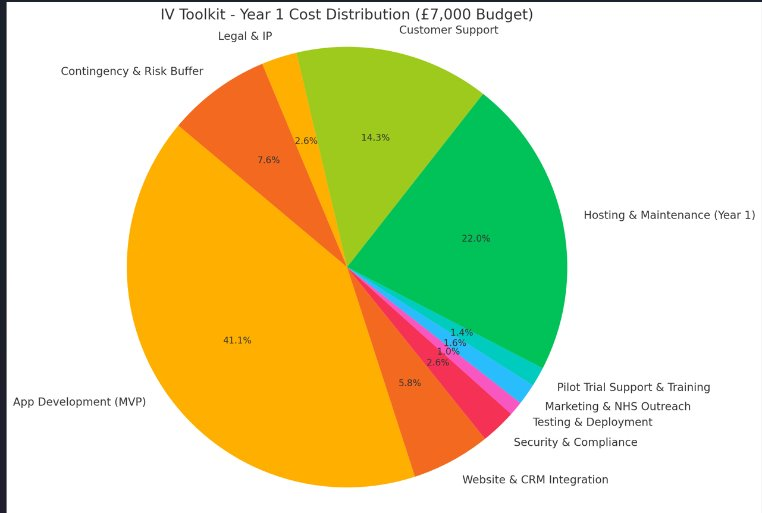 IV Toolkit - Year 1 Cost Distribution (£7,000 Budget)
Legal & IP
Customer Support
Contingency & Risk Buffer
2.6%
14.3%
7.6%
Hosting & Maintenance (Year 1)
22.0%
41.1%
1.4%
1.6%
1.0%
2.6%
5.8%
Pilot Trial Support & Training
App Development (MVP)
Marketing & NHS Outreach
Testing & Deployment
Security & Compliance
Website & CRM Integration